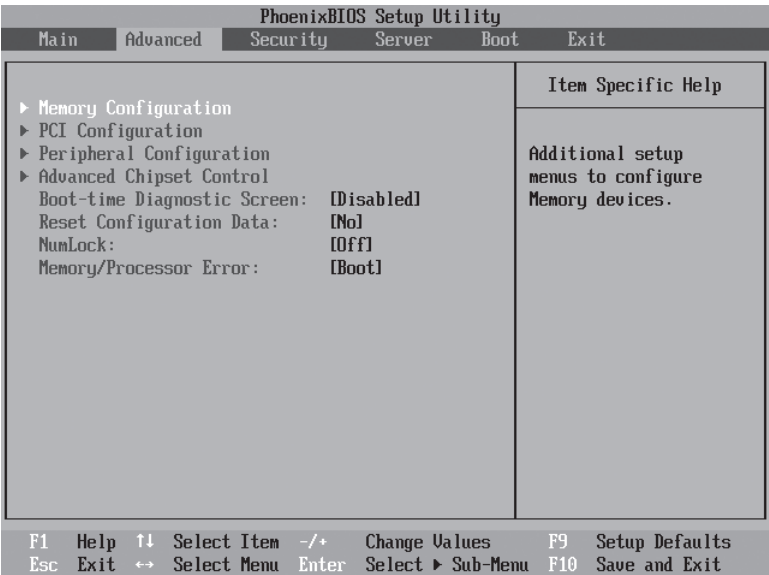 PhoenixBIOS Setup Utility
Main Advanced Security Server Boot Exit
Item Specific Help
▶ Memory Configuration
▶ PCI Configuration
▶ Peripheral Configuration
▶ Advanced Chipset Control
Boot-time Diagnostic Screen: [Disabled]
Reset Configuration Data: [No]
NumLock: [Off]
Memory/Processor Error: [Boot]
Additional setup
menus to configure
Memory devices.
F1 Help ↑↓ Select Item -/+ Change Values F9 Setup Defaults
Esc Exit ↔ Select Menu Enter Select ▶ Sub-Menu F10 Save and Exit